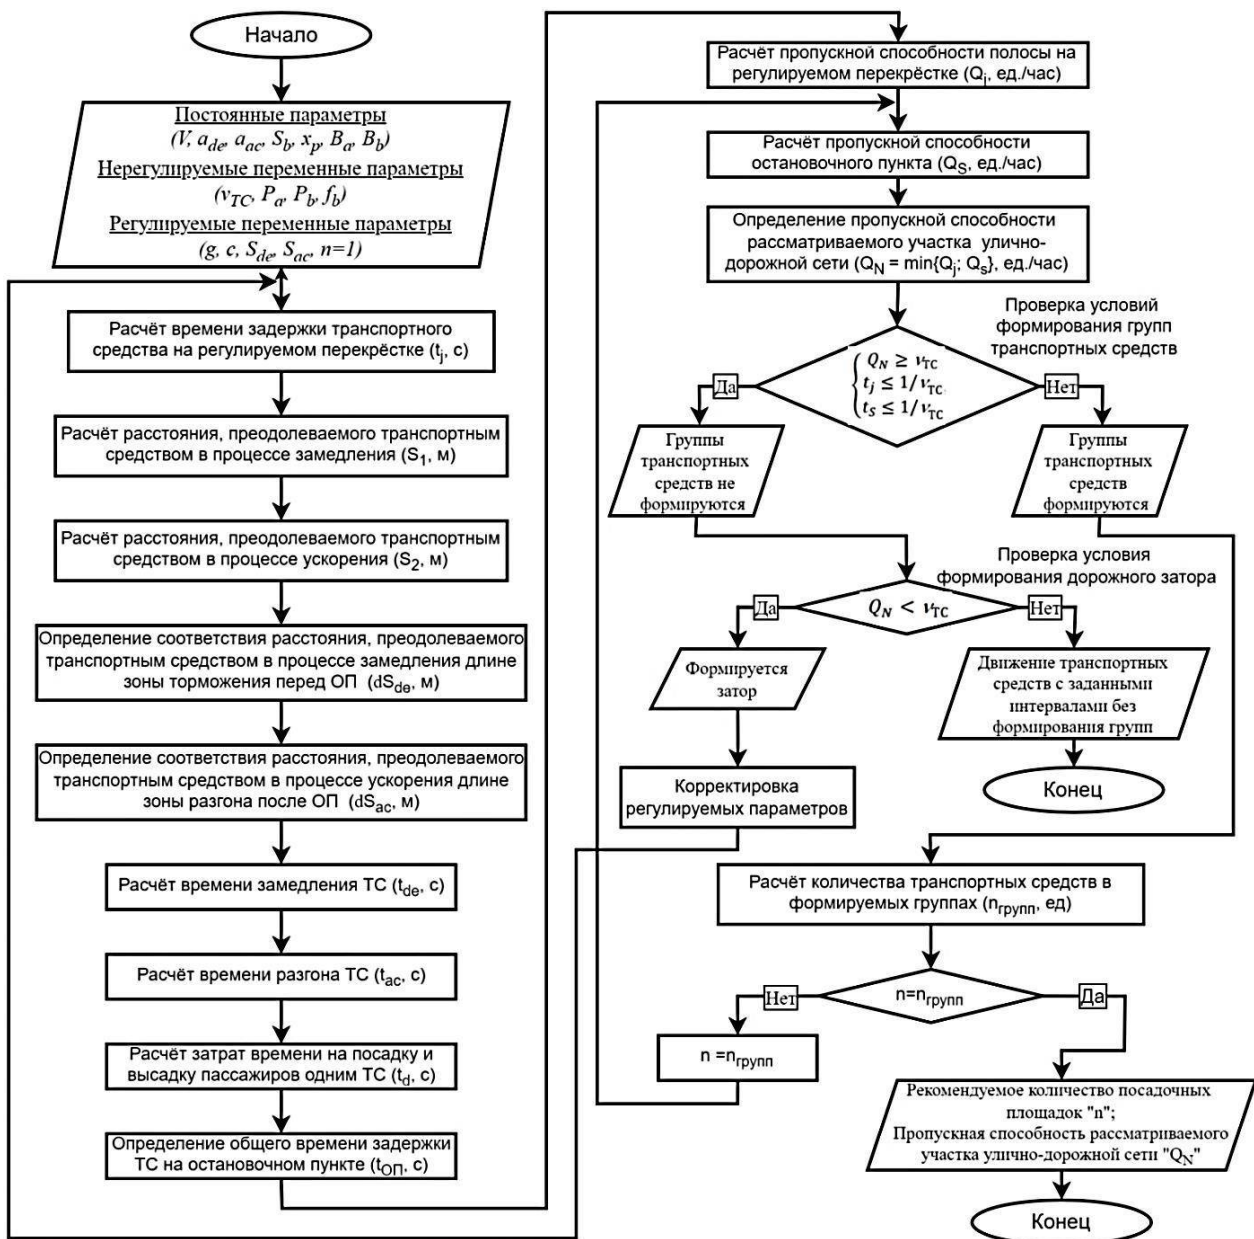 Начало
Постоянные параметры
(V, a_de, a_ac, S_b, x_p, B_a, B_b)
Нерегулируемые переменные параметры
(v_TC, P_a, P_b, f_b)
Регулируемые переменные параметры
(g, c, S_de, S_ac, n=1)
Расчёт времени задержки транспортного
средства на регулируемом перекрёстке (t_j, с)
Расчёт расстояния, преодолеваемого транспортным
средством в процессе замедления (S_1, м)
Расчёт расстояния, преодолеваемого транспортным
средством в процессе ускорения (S_2, м)
Определение соответствия расстояния, преодолеваемого
транспортным средством в процессе замедления длине
зоны торможения перед ОП (dS_de, м)
Определение соответствия расстояния, преодолеваемого
транспортным средством в процессе ускорения длине
зоны разгона после ОП (dS_ac, м)
Расчёт времени замедления ТС (t_de, с)
Расчёт времени разгона ТС (t_ac, с)
Расчёт затрат времени на посадку и
высадку пассажиров одним ТС (t_d, с)
Определение общего времени задержки
ТС на остановочном пункте (t_ОП, с)
Расчёт пропускной способности полосы на
регулируемом перекрёстке (Q_j, ед./час)
Расчёт пропускной способности
остановочного пункта (Q_S, ед./час)
Определение пропускной способности
рассматриваемого участка улично-
дорожной сети (Q_N = min{Q_j; Q_s}, ед./час)
Проверка условий
формирования групп
транспортных средств
Q_N ≥ ν_TC
t_j ≤ 1/ν_TC
t_S ≤ 1/ν_TC
Да
Нет
Группы
транспортных
средств не
формируются
Группы
транспортных
средств
формируются
Проверка условия
формирования дорожного затора
Q_N < ν_TC
Да
Нет
Формируется
затор
Движение транспортных
средств с заданными
интервалами без
формирования групп
Корректировка
регулируемых параметров
Конец
Расчёт количества транспортных средств в
формируемых группах (n_групп, ед)
n=n_групп
Нет
Да
n =n_групп
Рекомендуемое количество посадочных
площадок "n";
Пропускная способность рассматриваемого
участка улично-дорожной сети "Q_N"
Конец